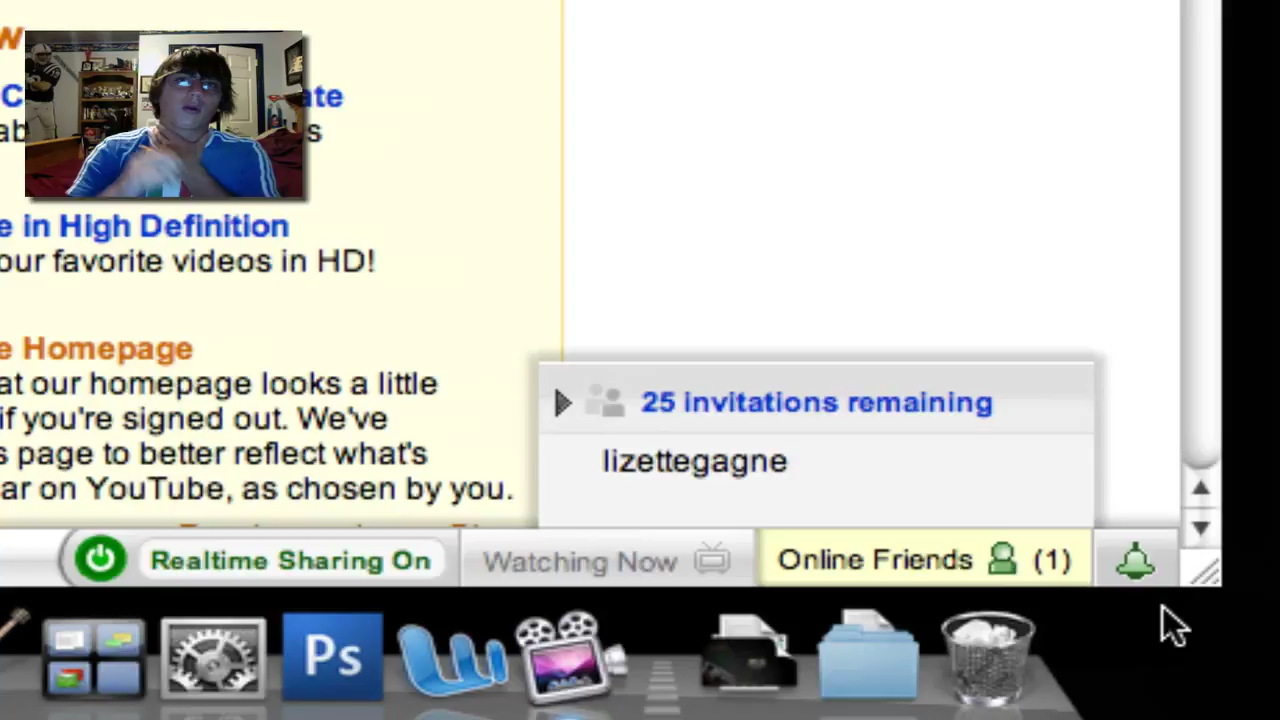 w
C
ate
ab
s
e in High Definition
our favorite videos in HD!
e Homepage
at our homepage looks a little
if you're signed out. We've
s page to better reflect what's
ar on YouTube, as chosen by you.
25 invitations remaining
lizettegagne
Realtime Sharing On
Watching Now
Online Friends (1)
Ps